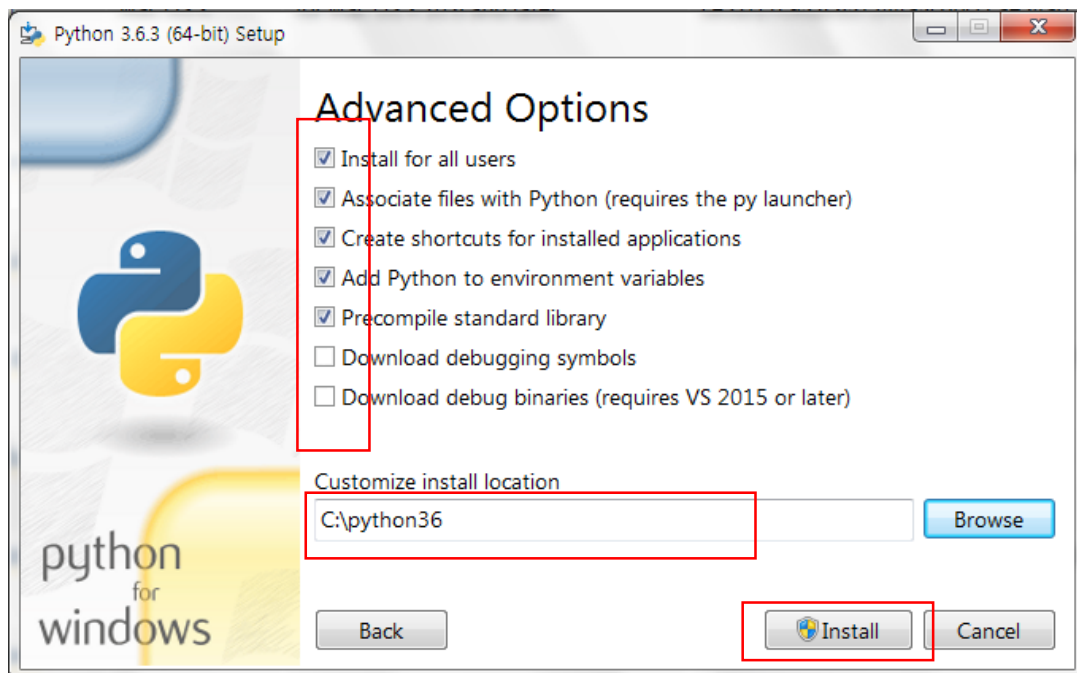 Python 3.6.3 (64-bit) Setup
Advanced Options
Install for all users
Associate files with Python (requires the py launcher)
Create shortcuts for installed applications
Add Python to environment variables
Precompile standard library
Download debugging symbols
Download debug binaries (requires VS 2015 or later)
Customize install location
C:\python36
Browse
python
for
windows
Back
Install
Cancel